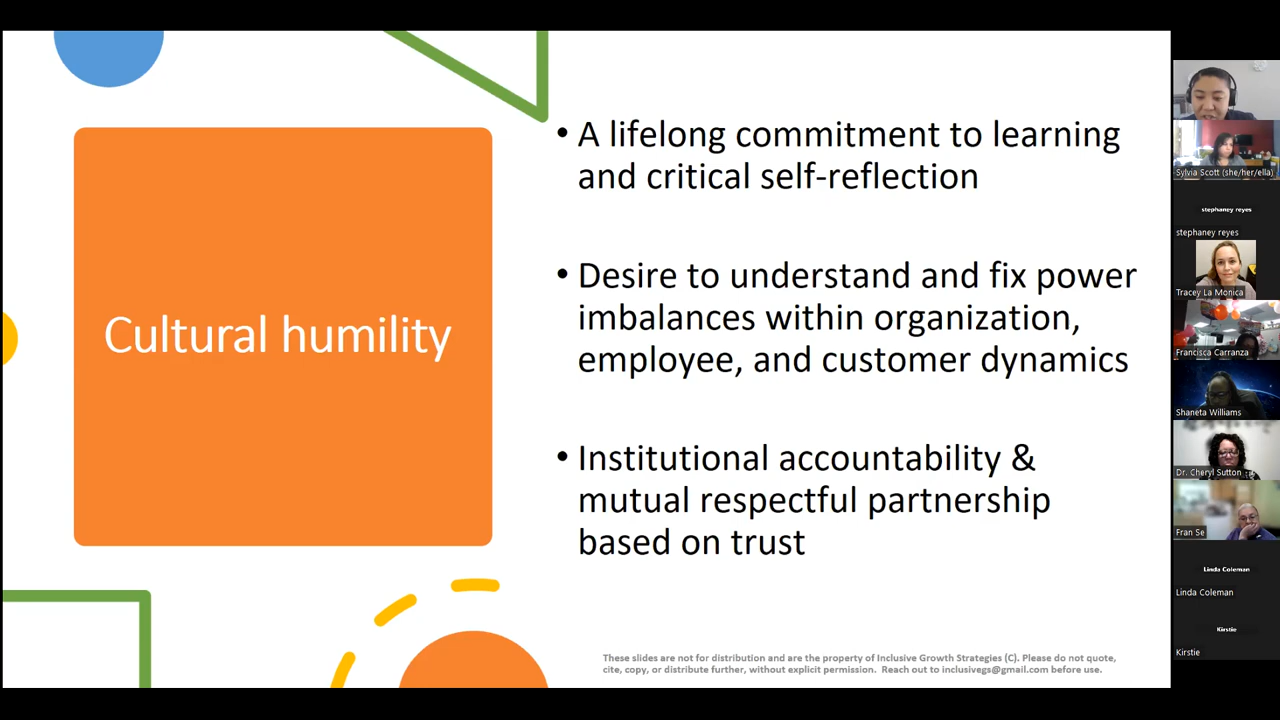 Cultural humility
• A lifelong commitment to learning
and critical self-reflection
• Desire to understand and fix power
imbalances within organization,
employee, and customer dynamics
• Institutional accountability &
mutual respectful partnership
based on trust
These slides are not for distribution and are the property of Inclusive Growth Strategies (C). Please do not quote,
cite, copy, or distribute further, without explicit permission. Reach out to inclusivegs@gmail.com before use.
Sylvia Scott (she/her/ella)
stephaney reyes
stephaney reyes
Tracey La Monica
Francisca Carranza
Shaneta Williams
Dr. Cheryl Sutton
Fran Se
Linda Coleman
Linda Coleman
Kirstie
Kirstie